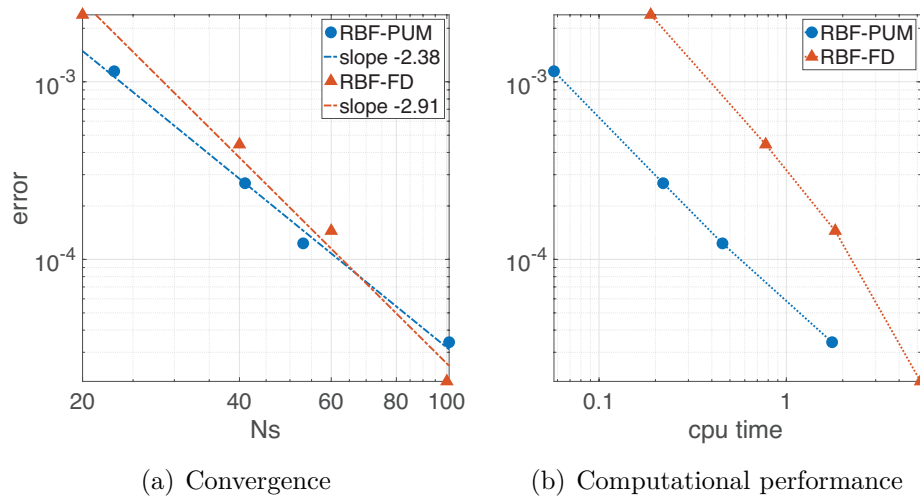 RBF-PUM
slope -2.38
RBF-FD
slope -2.91
10^-3
10^-4
error
20
40
60
80
100
Ns
(a) Convergence
RBF-PUM
RBF-FD
10^-3
10^-4
0.1
1
cpu time
(b) Computational performance